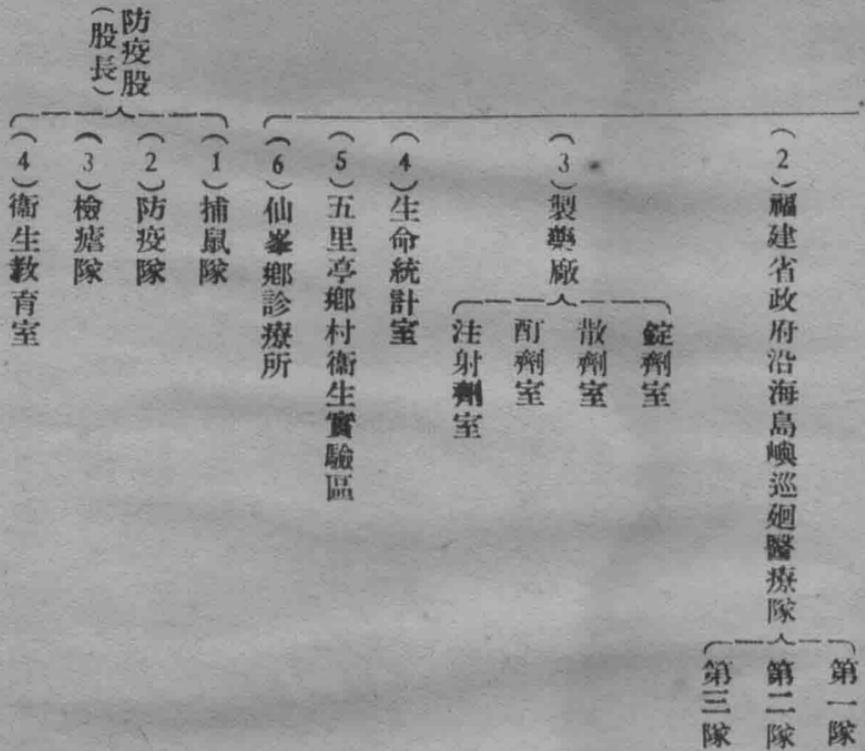 (2)福建省政府沿海島嶼巡廻醫療隊
第一隊
第二隊
第三隊
(3)製藥廠
錠劑室
散劑室
酊劑室
注射劑室
(4)生命統計室
(5)五里亭鄉村衞生實驗區
(6)仙峯鄉診療所
防疫股
(股長)
(1)捕鼠隊
(2)防疫隊
(3)檢瘧隊
(4)衞生教育室